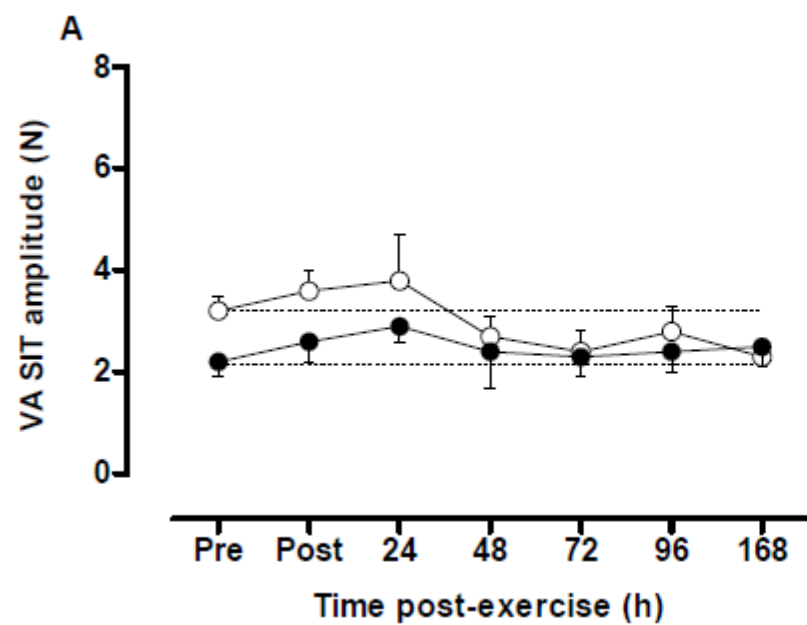 A
VA SIT amplitude (N)
8
6
4
2
0
Pre Post 24 48 72 96 168
Time post-exercise (h)